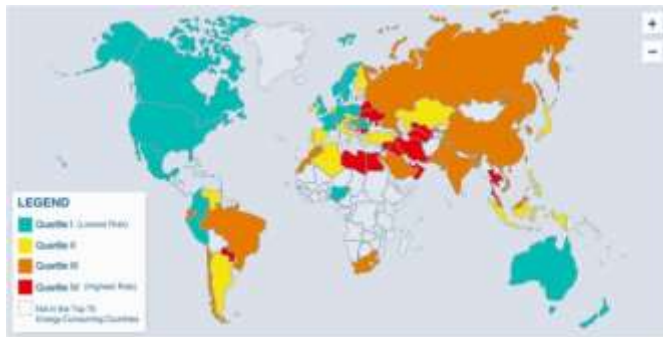 +
−
LEGEND
Quartile I (Lowest Risk)
Quartile II
Quartile III
Quartile IV (Highest Risk)
Not in the Top 75
Energy Consuming Countries